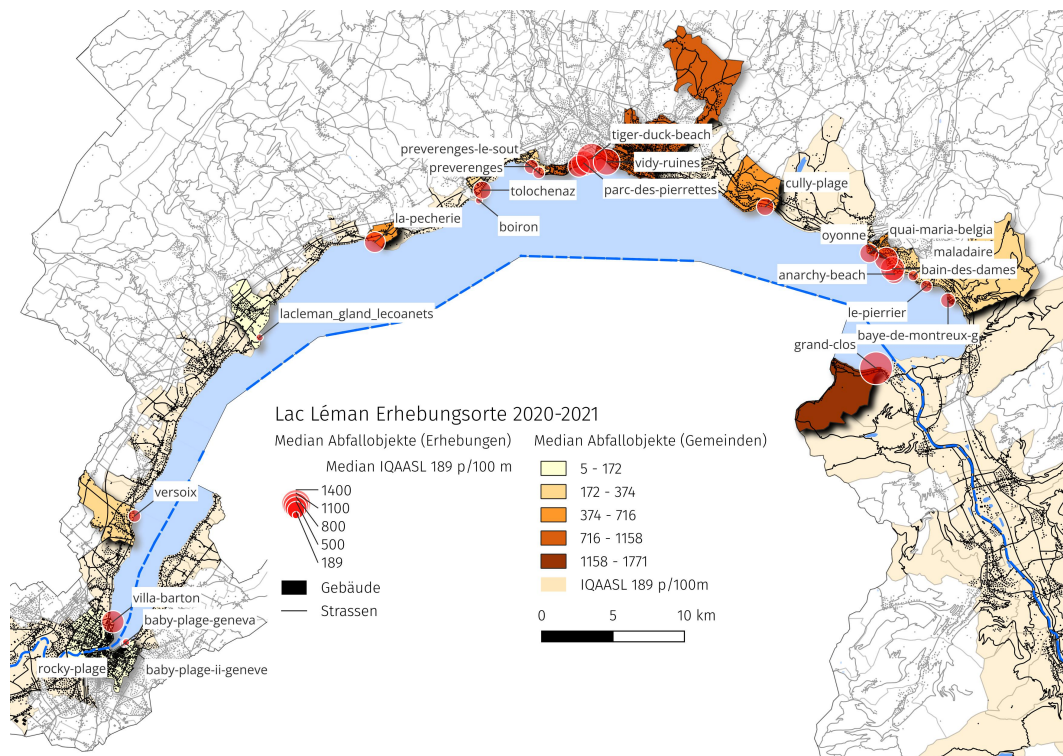 tiger-duck-beach
preverenges-le-sout
preverenges
vidy-ruines
tolochenaz
parc-des-pierrettes
cully-plage
la-pecherie
boiron
oyonne
quai-maria-belgia
maladaire
anarchy-beach
bain-des-dames
lacleman_gland_lecoanets
le-pierrier
baye-de-montreux-g
grand-clos
Lac Léman Erhebungsorte 2020-2021
Median Abfallobjekte (Erhebungen)
Median IQAASL 189 p/100 m
1400
1100
800
500
189
Gebäude
Strassen
Median Abfallobjekte (Gemeinden)
5 - 172
172 - 374
374 - 716
716 - 1158
1158 - 1771
IQAASL 189 p/100m
0 5 10 km
versoix
villa-barton
baby-plage-geneva
rocky-plage
baby-plage-ii-geneve